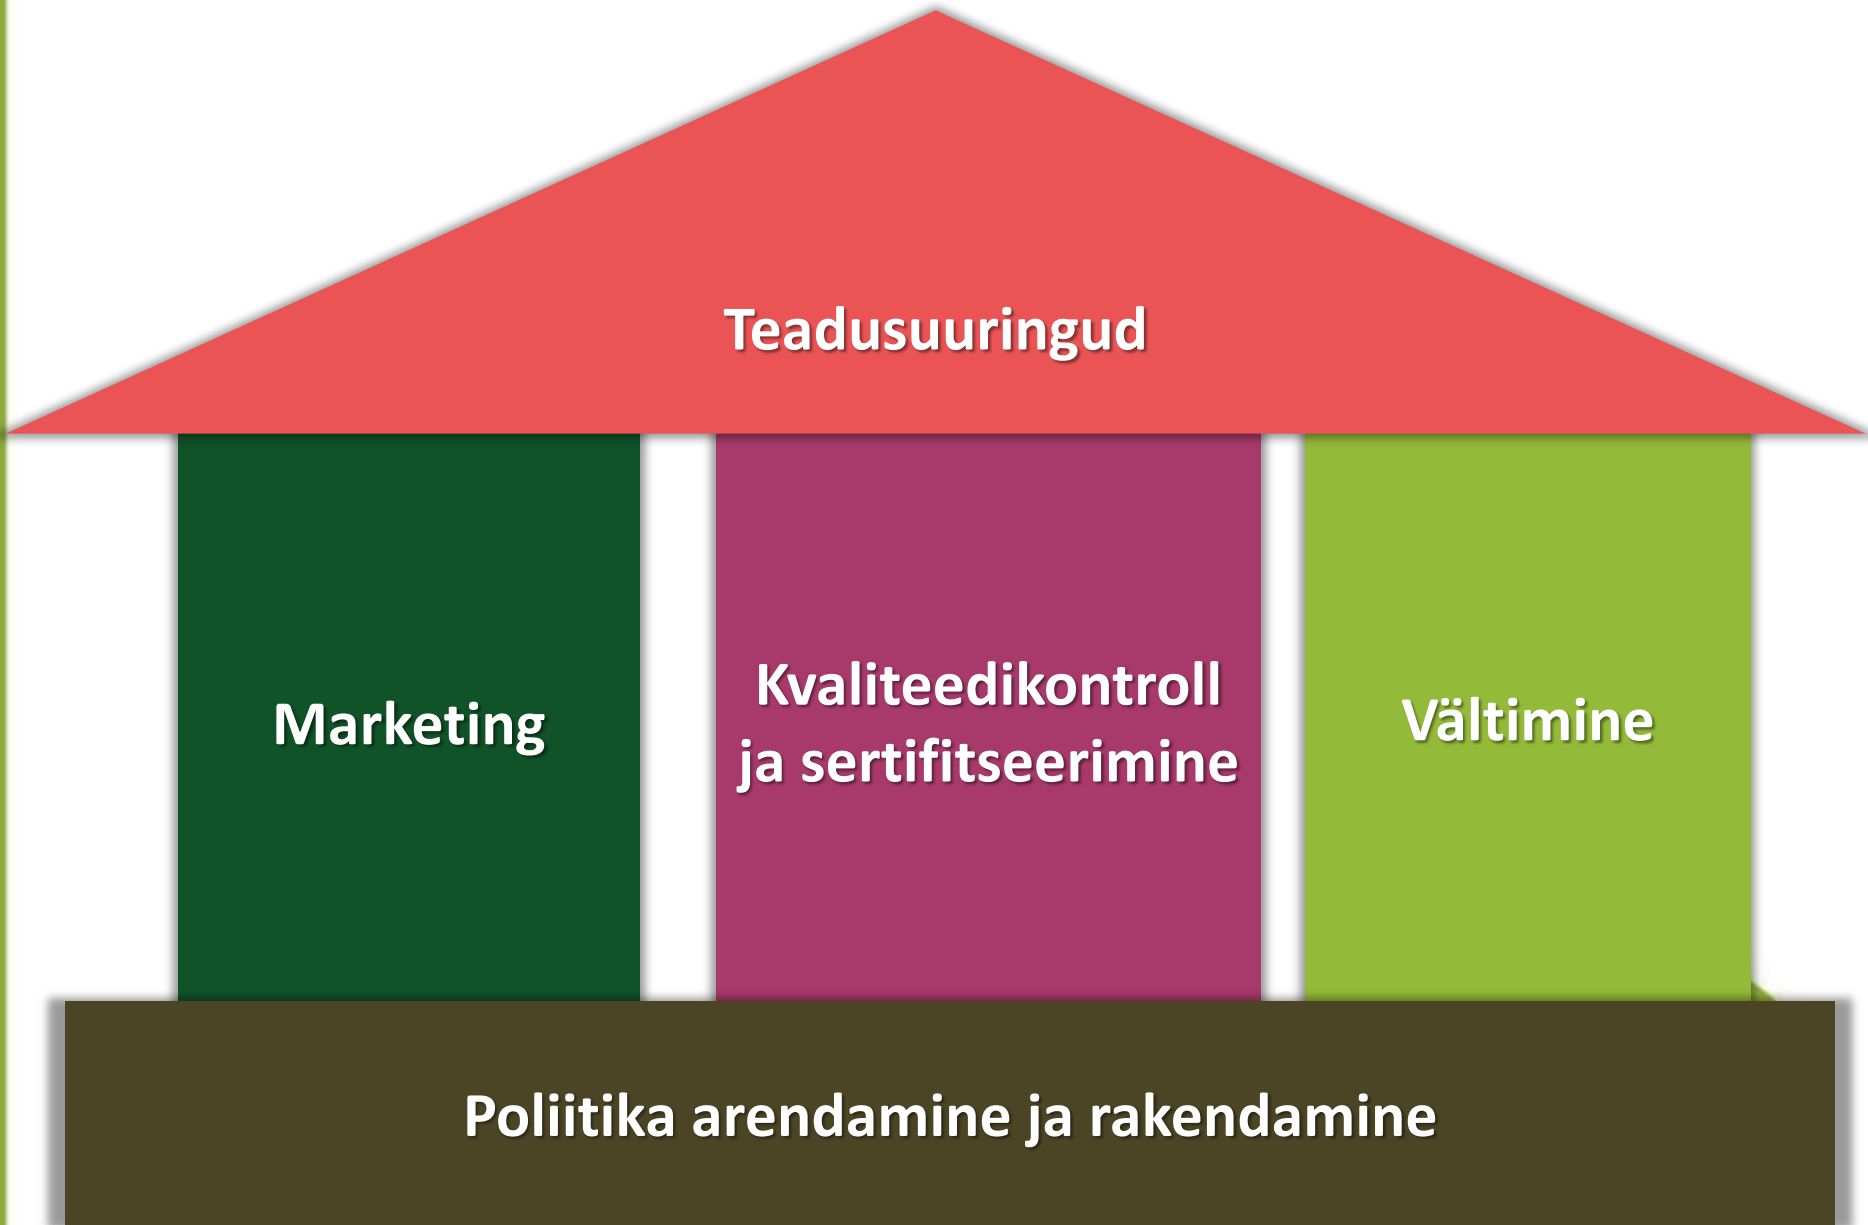 Teadusuuringud
Marketing
Kvaliteedikontroll
ja sertifitseerimine
Vältimine
Poliitika arendamine ja rakendamine